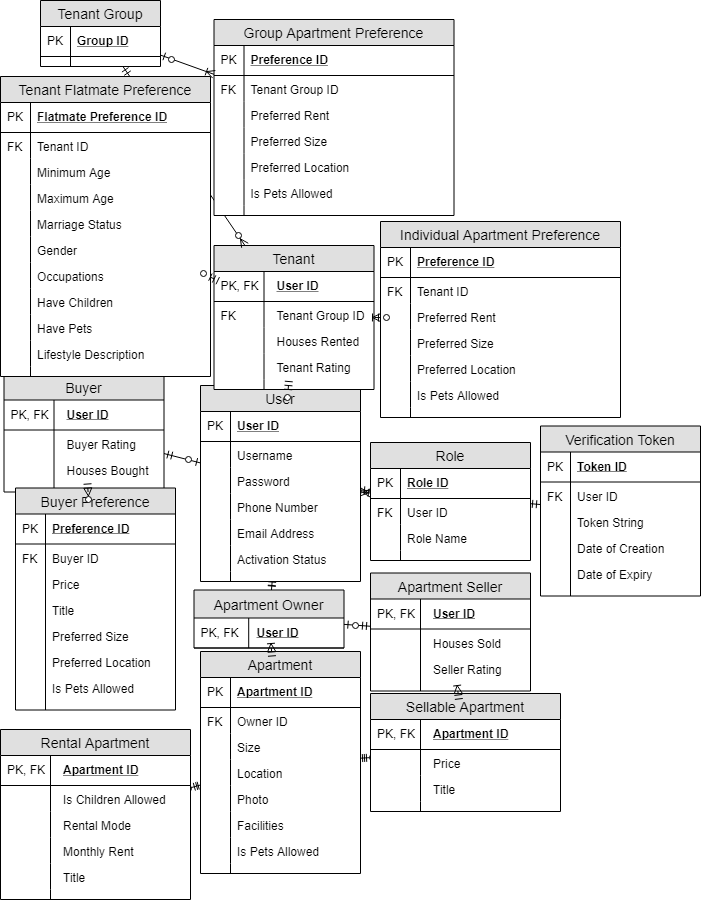 Tenant Group
PK Group ID
Group Apartment Preference
PK Preference ID
FK Tenant Group ID
Preferred Rent
Preferred Size
Preferred Location
Is Pets Allowed
Tenant Flatmate Preference
PK Flatmate Preference ID
FK Tenant ID
Minimum Age
Maximum Age
Marriage Status
Gender
Occupations
Have Children
Have Pets
Lifestyle Description
Individual Apartment Preference
PK Preference ID
FK Tenant ID
Preferred Rent
Preferred Size
Preferred Location
Is Pets Allowed
Tenant
PK, FK User ID
FK Tenant Group ID
Houses Rented
Tenant Rating
Buyer
PK, FK User ID
Buyer Rating
Houses Bought
User
PK User ID
Username
Password
Phone Number
Email Address
Activation Status
Role
PK Role ID
FK User ID
Role Name
Verification Token
PK Token ID
FK User ID
Token String
Date of Creation
Date of Expiry
Buyer Preference
PK Preference ID
FK Buyer ID
Price
Title
Preferred Size
Preferred Location
Is Pets Allowed
Apartment Owner
PK, FK User ID
Apartment Seller
PK, FK User ID
Houses Sold
Seller Rating
Apartment
PK Apartment ID
FK Owner ID
Size
Location
Photo
Facilities
Is Pets Allowed
Sellable Apartment
PK, FK Apartment ID
Price
Title
Rental Apartment
PK, FK Apartment ID
Is Children Allowed
Rental Mode
Monthly Rent
Title